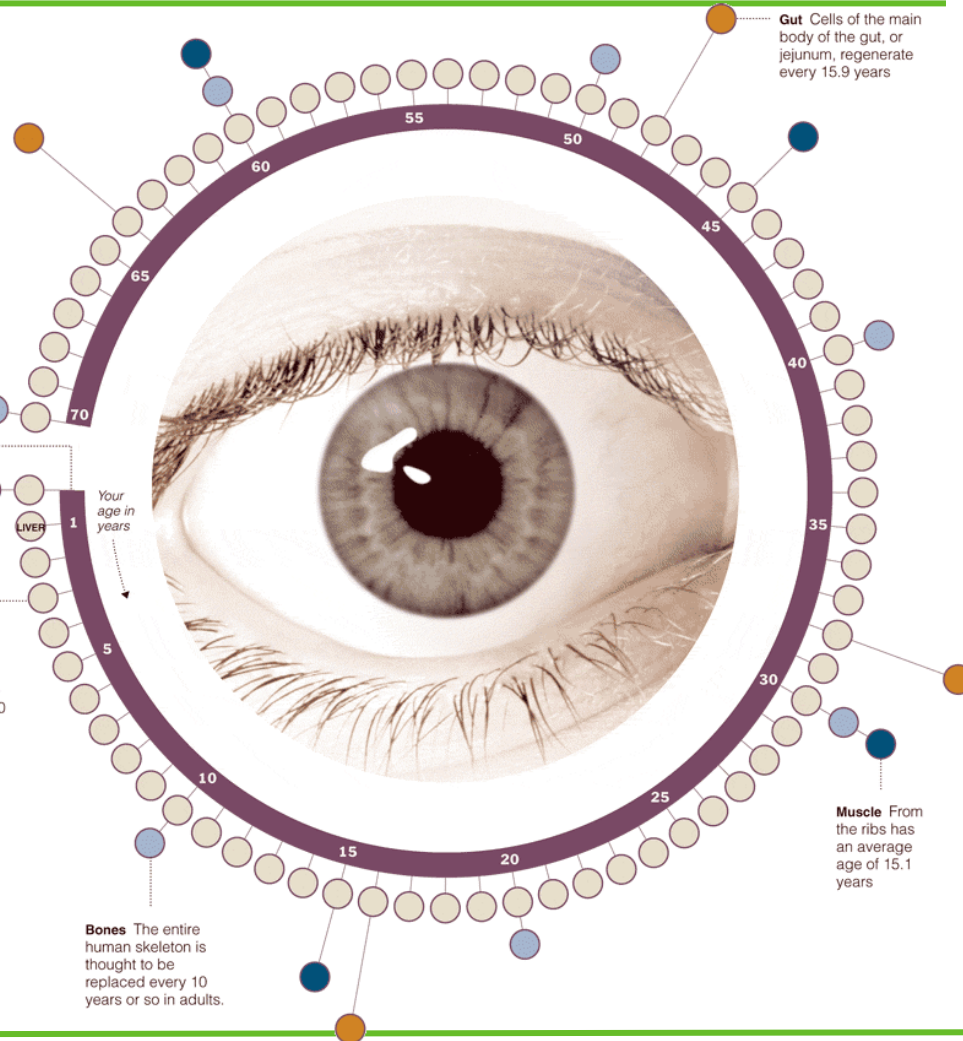 Gut Cells of the main
body of the gut, or
jejunum, regenerate
every 15.9 years
55
50
60
45
65
40
70
Your
age in
years
LIVER
1
35
5
30
0
10
25
15
20
Muscle From
the ribs has
an average
age of 15.1
years
Bones The entire
human skeleton is
thought to be
replaced every 10
years or so in adults.